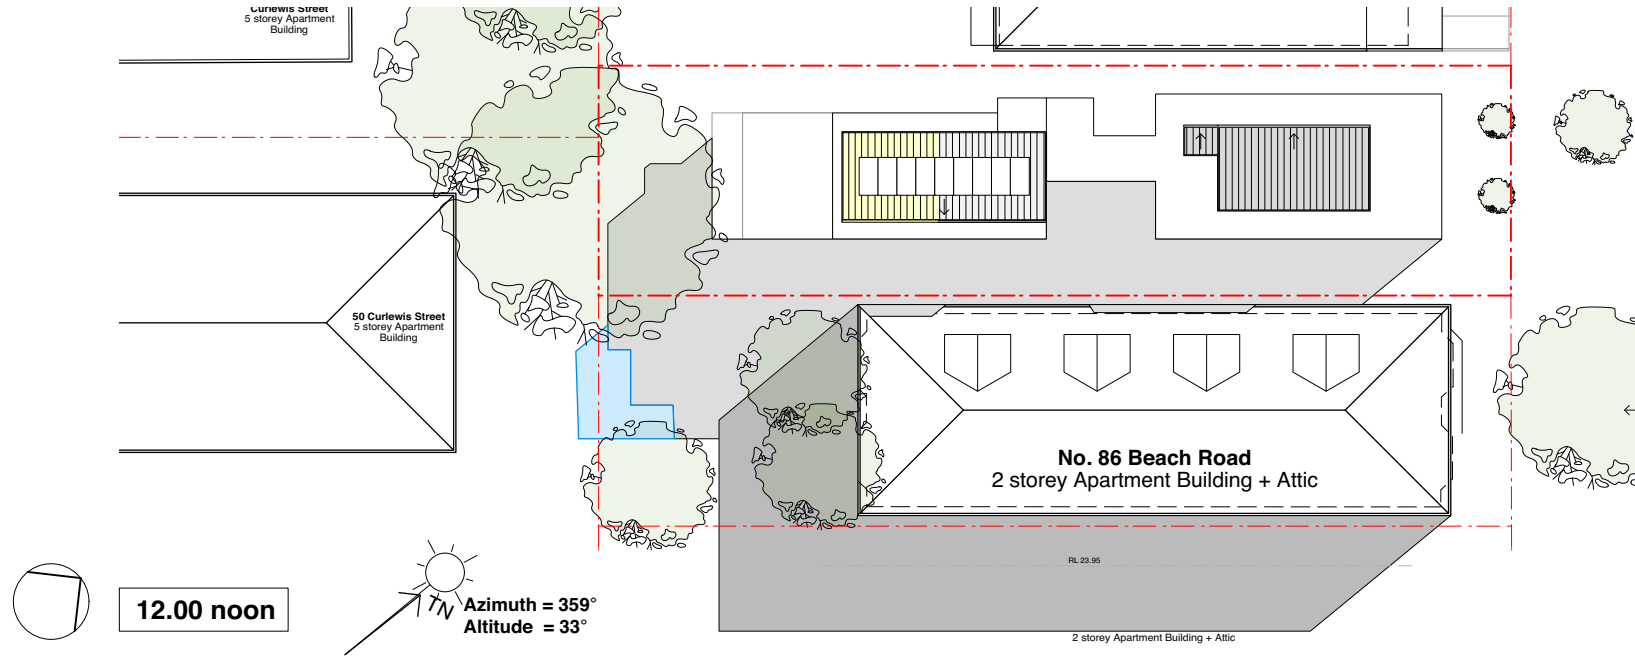 Curlewis Street
5 storey Apartment
Building
50 Curlewis Street
5 storey Apartment
Building
No. 86 Beach Road
2 storey Apartment Building + Attic
RL 23.95
12.00 noon
TN
Azimuth = 359°
Altitude = 33°
2 storey Apartment Building + Attic